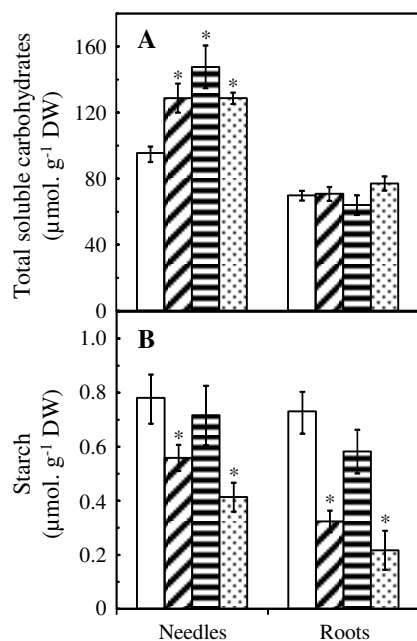 A
Total soluble carbohydrates
(µmol. g⁻¹ DW)
160
120
80
40
0
* * *
B
Starch
(µmol. g⁻¹ DW)
1.0
0.8
0.6
0.4
0.2
0
* * * *
Needles Roots